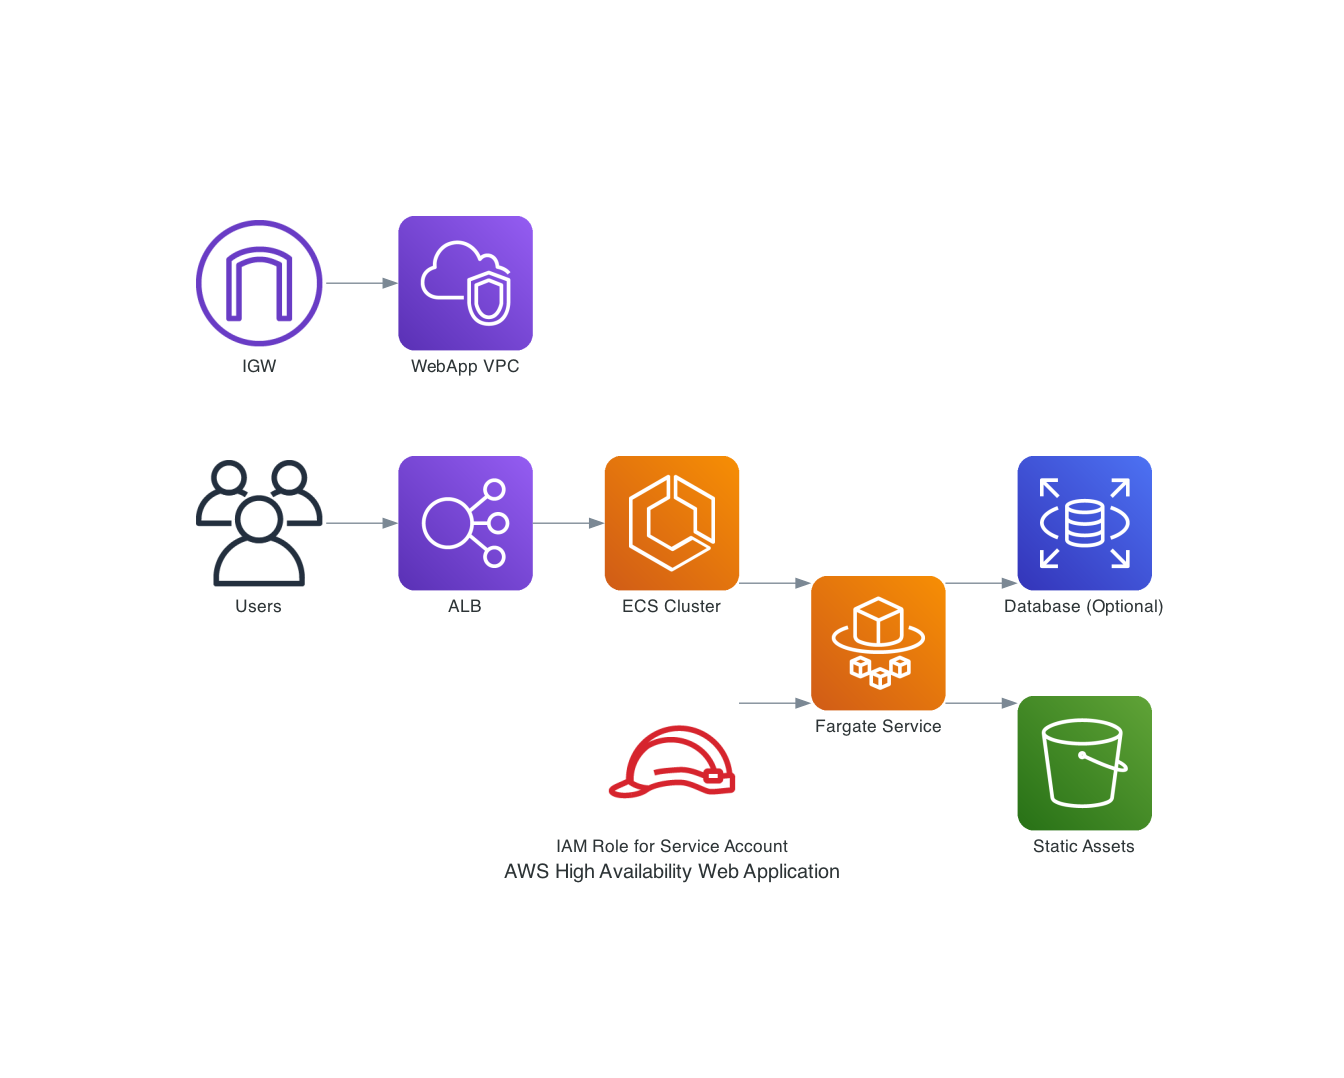 IGW
WebApp VPC
Users
ALB
ECS Cluster
Database (Optional)
Fargate Service
IAM Role for Service Account
Static Assets
AWS High Availability Web Application